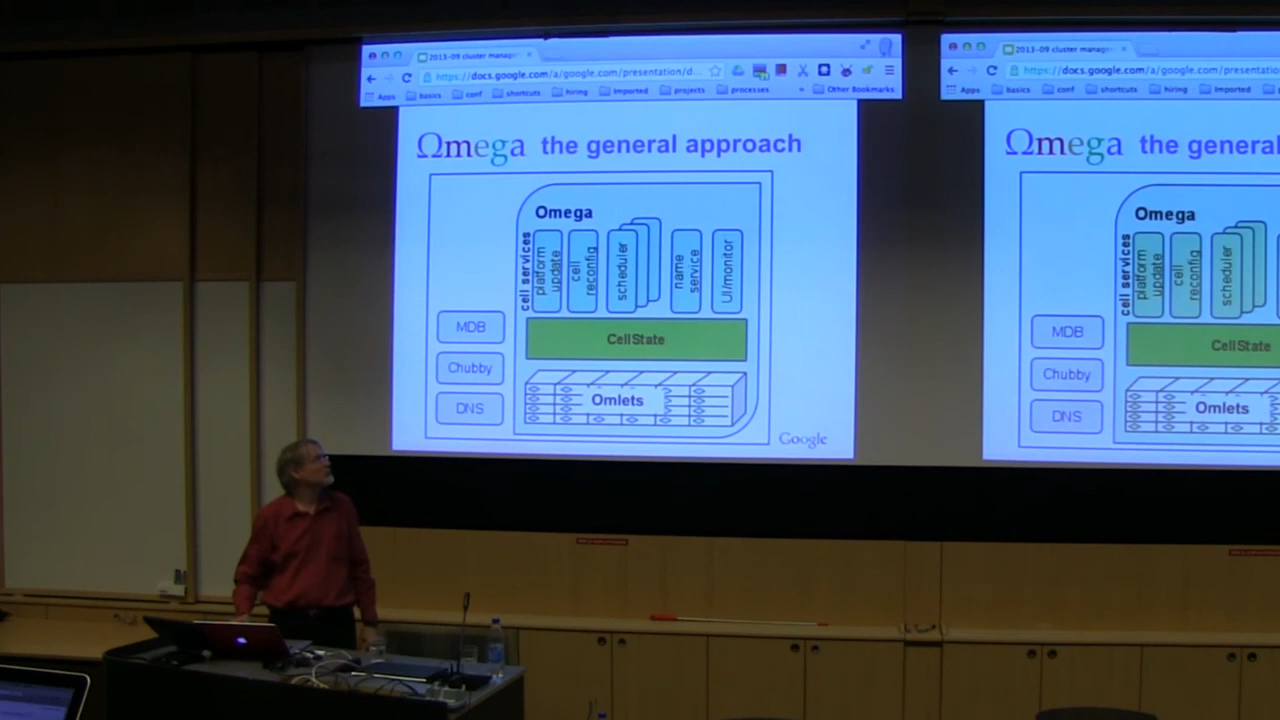 2013-09 cluster manage
https://docs.google.com/a/google.com/presentation/d...
Apps basics conf shortcuts hiring Imported projects processes » Other Bookmarks
Ωmega the general approach
Omega
cell services
platform update
cell reconfig
scheduler
name service
UI/monitor
CellState
MDB
Chubby
DNS
Omlets
Google
2013-09 cluster manage
https://docs.google.com/a/google.com/presentatio
Apps basics conf shortcuts hiring Imported
Ωmega the general
Omega
cell services
platform update
cell reconfig
scheduler
CellState
MDB
Chubby
DNS
Omlets